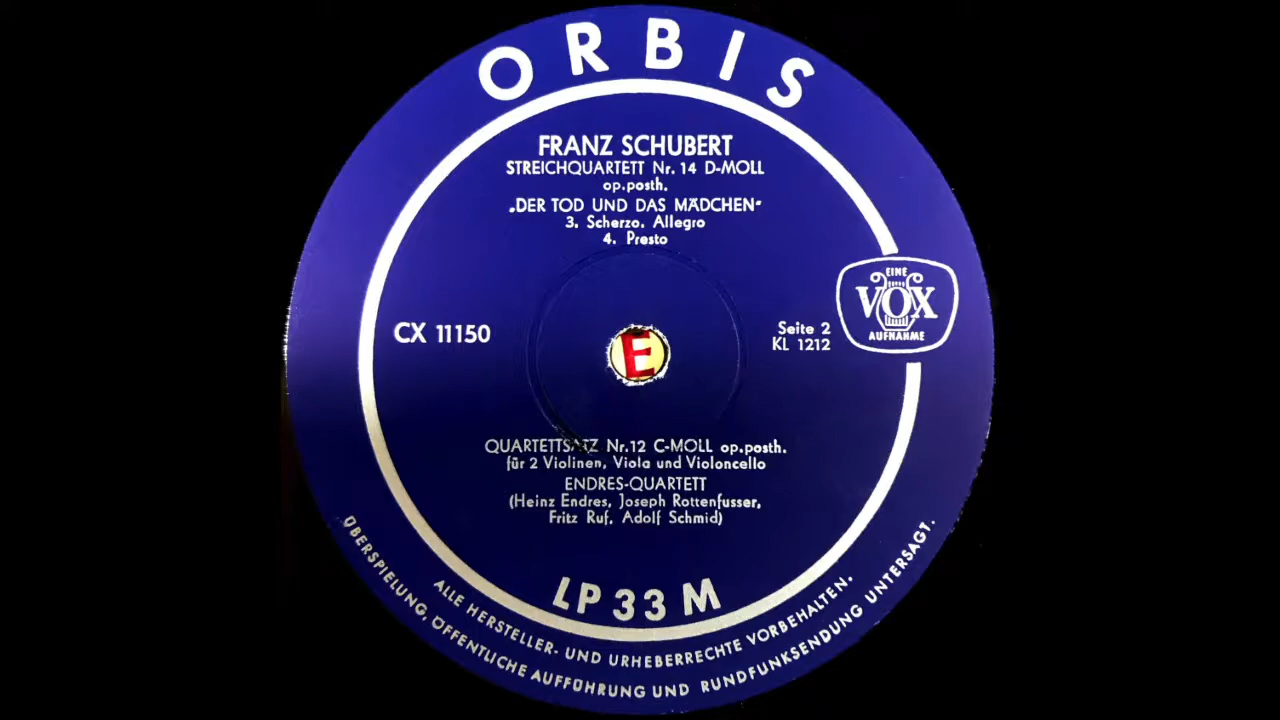 ORBIS
FRANZ SCHUBERT
STREICHQUARTETT Nr. 14 D-MOLL
op.posth.
„DER TOD UND DAS MÄDCHEN“
3. Scherzo. Allegro
4. Presto
EINE
VOX
AUFNAHME
CX 11150
Seite 2
KL 1212
E
QUARTETTSATZ Nr.12 C-MOLL op.posth.
für 2 Violinen, Viola und Violoncello
ENDRES-QUARTETT
(Heinz Endres, Joseph Rottenfusser,
Fritz Ruf, Adolf Schmid)
LP 33 M
ALLE HERSTELLER- UND URHEBERRECHTE VORBEHALTEN.
ÜBERSPIELUNG, ÖFFENTLICHE AUFFÜHRUNG UND RUNDFUNKSENDUNG UNTERSAGT.